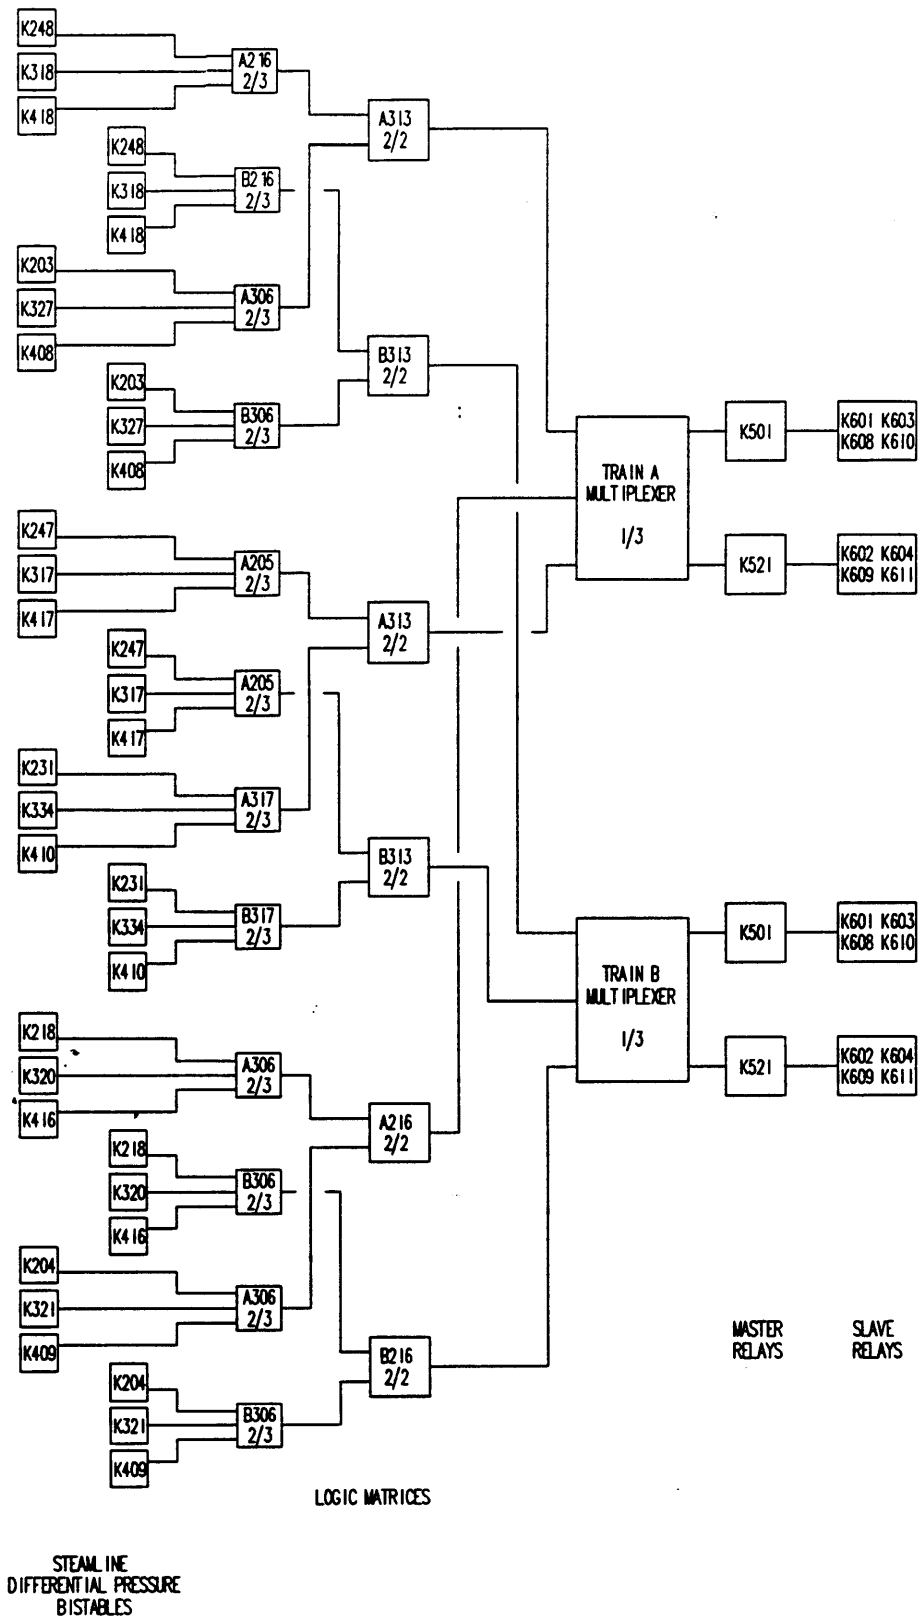 K248
K318
K418
A216
2/3
A313
2/2
K248
K318
K418
B216
2/3
K203
K327
K408
A306
2/3
B313
2/2
K203
K327
K408
B306
2/3
TRAIN A
MULTIPLEXER
1/3
K501
K601 K603
K608 K610
K521
K602 K604
K609 K611
K247
K317
K417
A205
2/3
A313
2/2
K247
K317
K417
A205
2/3
K231
K334
K410
A317
2/3
B313
2/2
K231
K334
K410
B317
2/3
TRAIN B
MULTIPLEXER
1/3
K501
K601 K603
K608 K610
K521
K602 K604
K609 K611
K218
K320
K416
A306
2/3
A216
2/2
K218
K320
K416
B306
2/3
K204
K321
K409
A306
2/3
B216
2/2
K204
K321
K409
B306
2/3
MASTER
RELAYS
SLAVE
RELAYS
LOGIC MATRICES
STEAMLINE
DIFFERENTIAL PRESSURE
BISTABLES